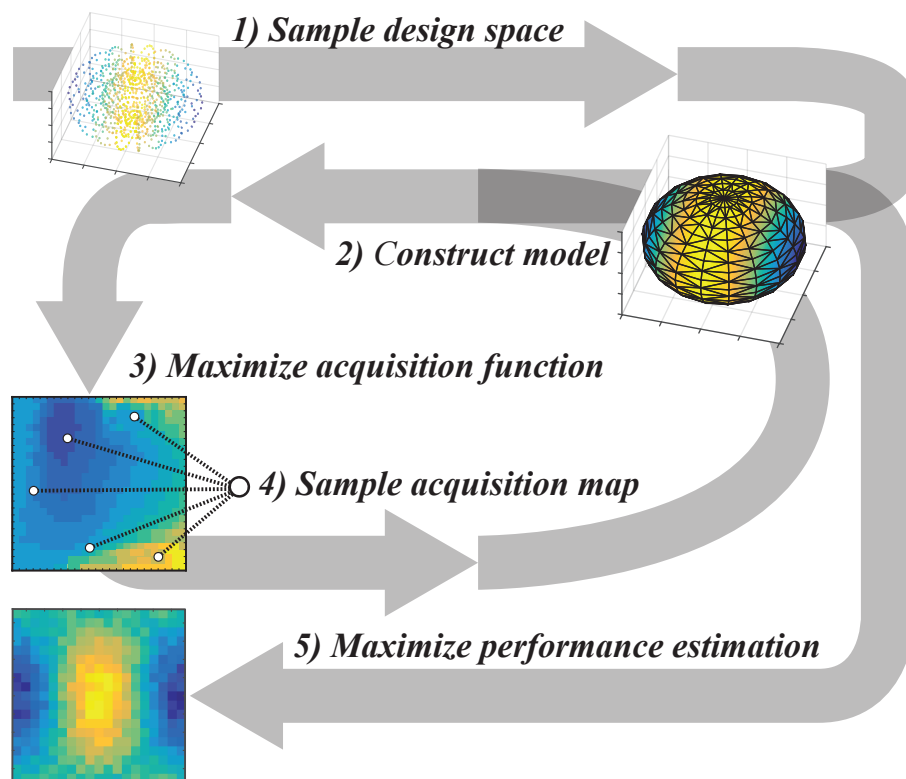 1) Sample design space
2) Construct model
3) Maximize acquisition function
4) Sample acquisition map
5) Maximize performance estimation